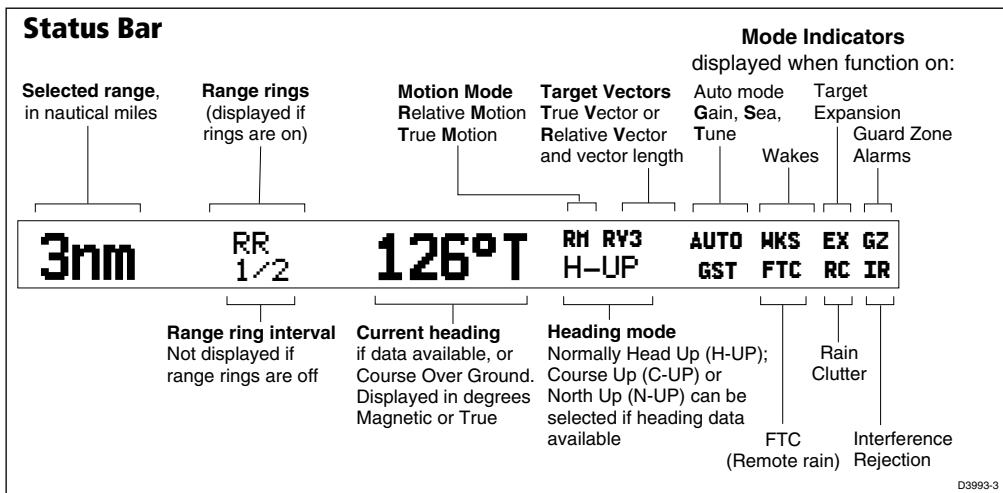 Status Bar
Mode Indicators
displayed when function on:
Selected range,
in nautical miles
Range rings
(displayed if
rings are on)
Motion Mode
Relative Motion
True Motion
Target Vectors
True Vector or
Relative Vector
and vector length
Auto mode
Gain, Sea,
Tune
Wakes
Target
Expansion
Guard Zone
Alarms
3nm
RR
1/2
126°T
RM RV3
H-UP
AUTO WKS EX GZ
GST FTC RC IR
Range ring interval
Not displayed if
range rings are off
Current heading
if data available, or
Course Over Ground.
Displayed in degrees
Magnetic or True
Heading mode
Normally Head Up (H-UP);
Course Up (C-UP) or
North Up (N-UP) can be
selected if heading data
available
Rain
Clutter
FTC
(Remote rain)
Interference
Rejection
D3993-3